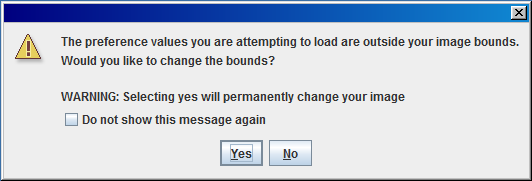 The preference values you are attempting to load are outside your image bounds.
Would you like to change the bounds?
WARNING: Selecting yes will permanently change your image
Do not show this message again
Yes No